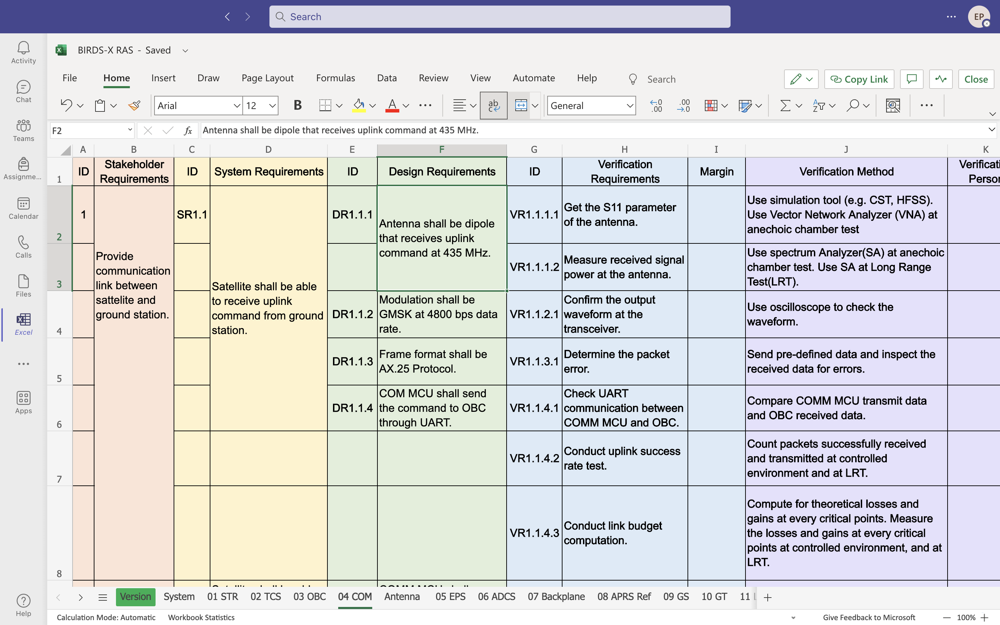 Search
EP
Activity
Chat
Teams
Assignme...
Calendar
Calls
Files
Excel
Apps
Help
BIRDS-X RAS - Saved
File Home Insert Draw Page Layout Formulas Data Review View Automate Help Search
Copy Link
Close
Arial
12
B
A
ab
c
General
F2
fx
Antenna shall be dipole that receives uplink command at 435 MHz.
A B C D E F G H I J K
1
ID
Stakeholder
Requirements
ID
System Requirements
ID
Design Requirements
ID
Verification
Requirements
Margin
Verification Method
2
1
Provide
communication
link between
sattelite and
ground station.
SR1.1
Satellite shall be able
to receive uplink
command from ground
station.
DR1.1.1
Antenna shall be dipole
that receives uplink
command at 435 MHz.
VR1.1.1.1
Get the S11 parameter
of the antenna.
Use simulation tool (e.g. CST, HFSS).
Use Vector Network Analyzer (VNA) at
anechoic chamber test
3
VR1.1.1.2
Measure received signal
power at the antenna.
Use spectrum Analyzer(SA) at anechoic
chamber test. Use SA at Long Range
Test(LRT).
4
DR1.1.2
Modulation shall be
GMSK at 4800 bps data
rate.
VR1.1.2.1
Confirm the output
waveform at the
transceiver.
Use oscilloscope to check the
waveform.
5
DR1.1.3
Frame format shall be
AX.25 Protocol.
VR1.1.3.1
Determine the packet
error.
Send pre-defined data and inspect the
received data for errors.
6
DR1.1.4
COM MCU shall send
the command to OBC
through UART.
VR1.1.4.1
Check UART
communication between
COMM MCU and OBC.
Compare COMM MCU transmit data
and OBC received data.
7
VR1.1.4.2
Conduct uplink success
rate test.
Count packets successfully received
and transmitted at controlled
environment and at LRT.
8
VR1.1.4.3
Conduct link budget
computation.
Compute for theoretical losses and
gains at every critical points. Measure
the losses and gains at every critical
points at controlled environment, and at
LRT.
Version System 01 STR 02 TCS 03 OBC 04 COM Antenna 05 EPS 06 ADCS 07 Backplane 08 APRS Ref 09 GS 10 GT 11
Calculation Mode: Automatic Workbook Statistics
Give Feedback to Microsoft
100%